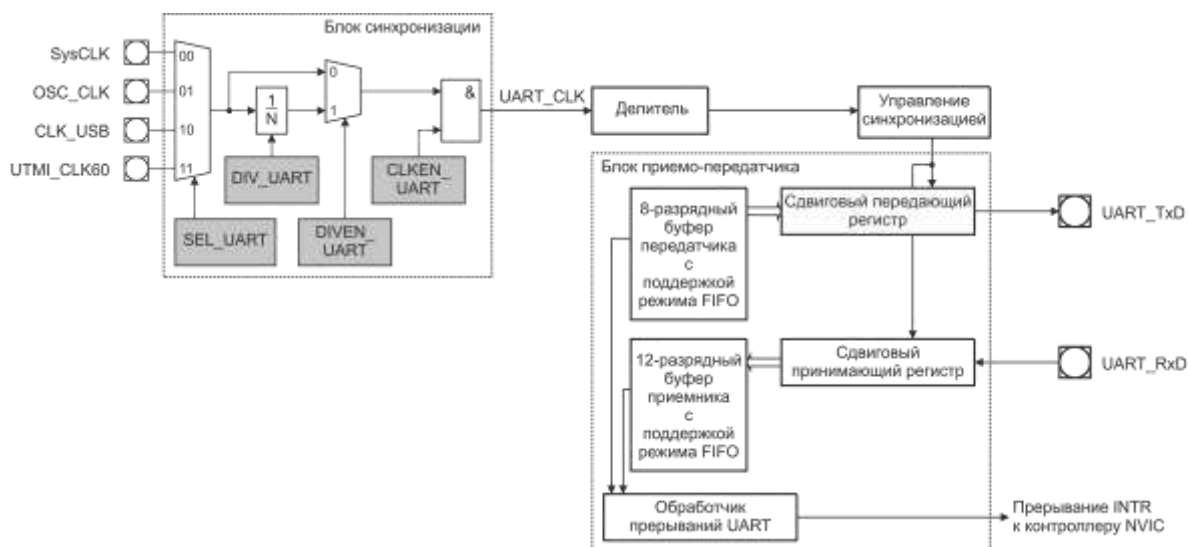 Блок синхронизации
SysCLK
00
OSC_CLK
01
CLK_USB
10
UTMI_CLK60
11
1
N
0
1
&
DIV_UART
CLKEN_
UART
SEL_UART
DIVEN_
UART
UART_CLK
Делитель
Управление
синхронизацией
Блок приемо-передатчика
8-разрядный
буфер
передатчика
с
поддержкой
режима FIFO
Сдвиговый передающий
регистр
UART_TxD
12-разрядный
буфер
приемника
с
поддержкой
режима FIFO
Сдвиговый
принимающий регистр
UART_RxD
Обработчик
прерываний UART
Прерывание INTR
к контроллеру NVIC